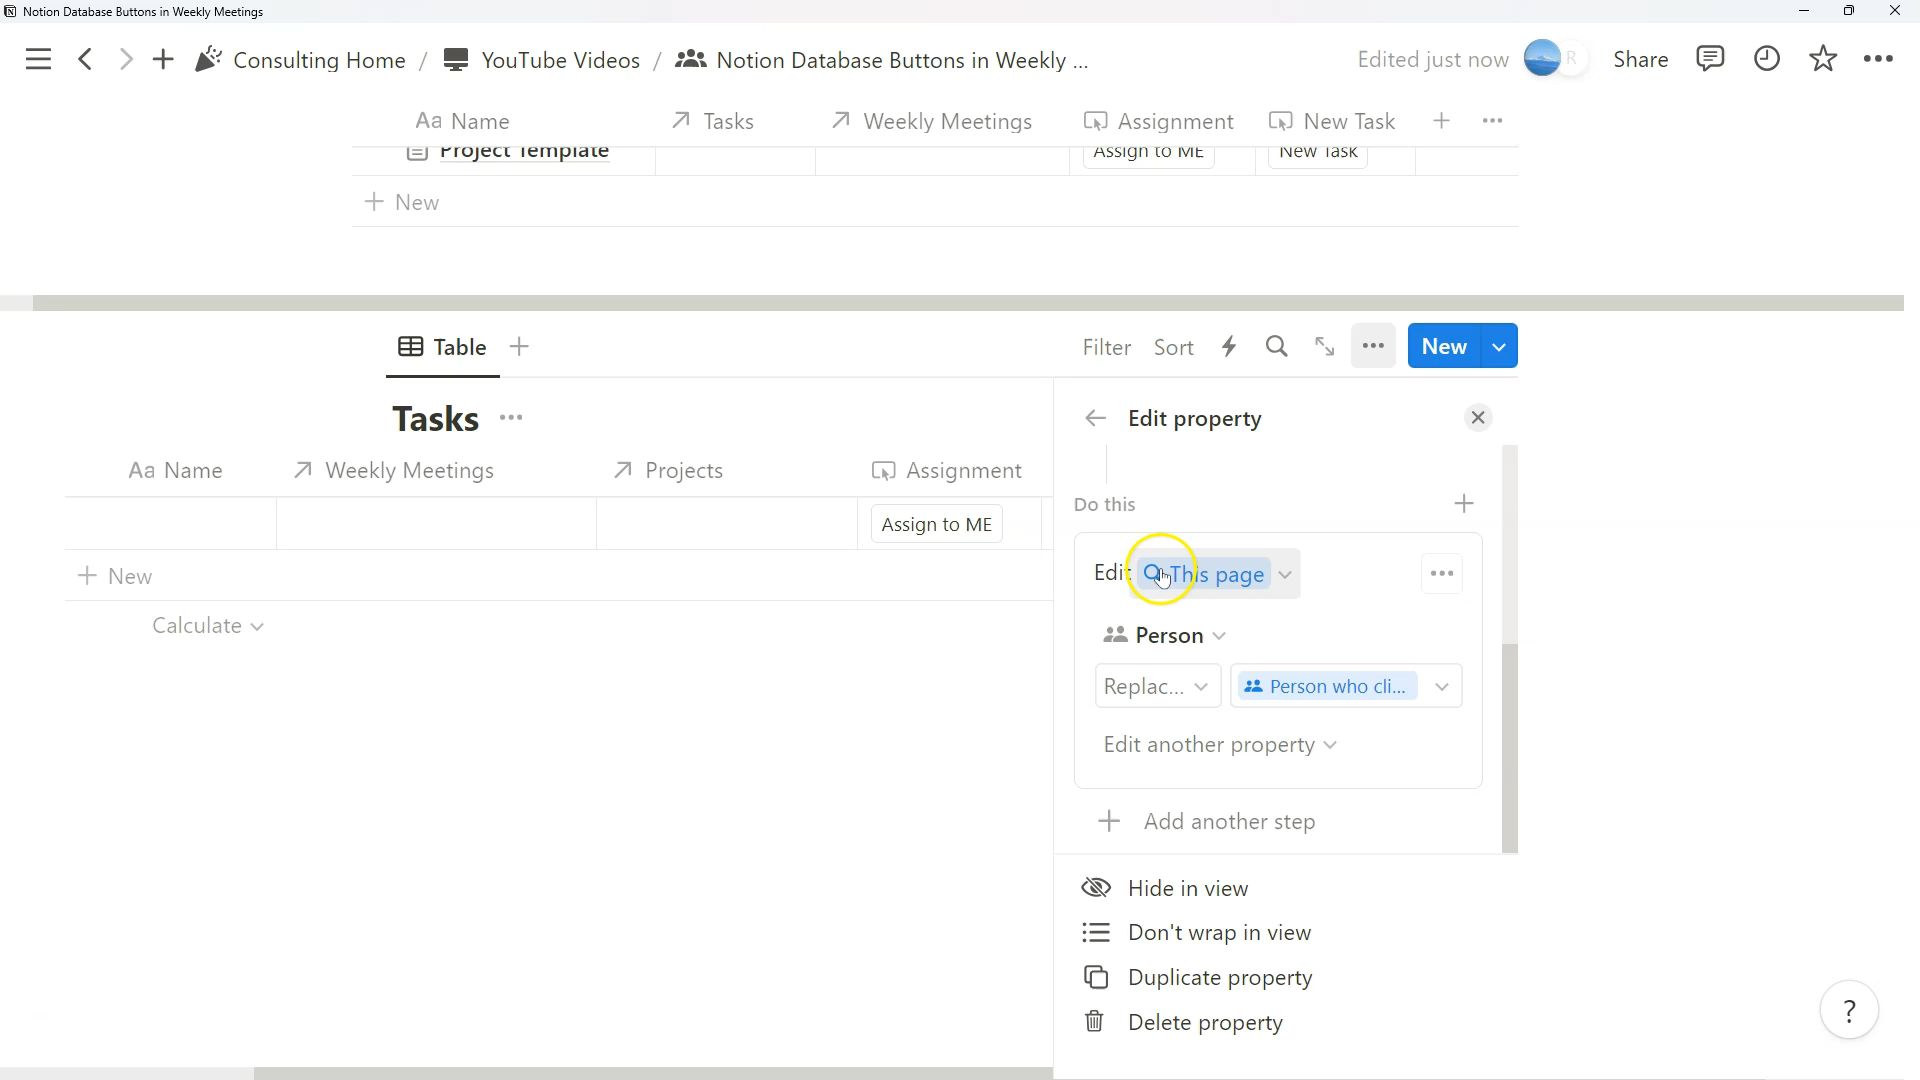 Notion Database Buttons in Weekly Meetings
Consulting Home / YouTube Videos / Notion Database Buttons in Weekly ...
Edited just now R Share
Aa Name Tasks Weekly Meetings Assignment New Task
Project Template Assign to ME New Task
New
Table Filter Sort New
Tasks
Edit property
Aa Name Weekly Meetings Projects Assignment
Do this
Assign to ME
Edit This page
New
Calculate
Person
Replac... Person who cli...
Edit another property
Add another step
Hide in view
Don't wrap in view
Duplicate property
Delete property
?